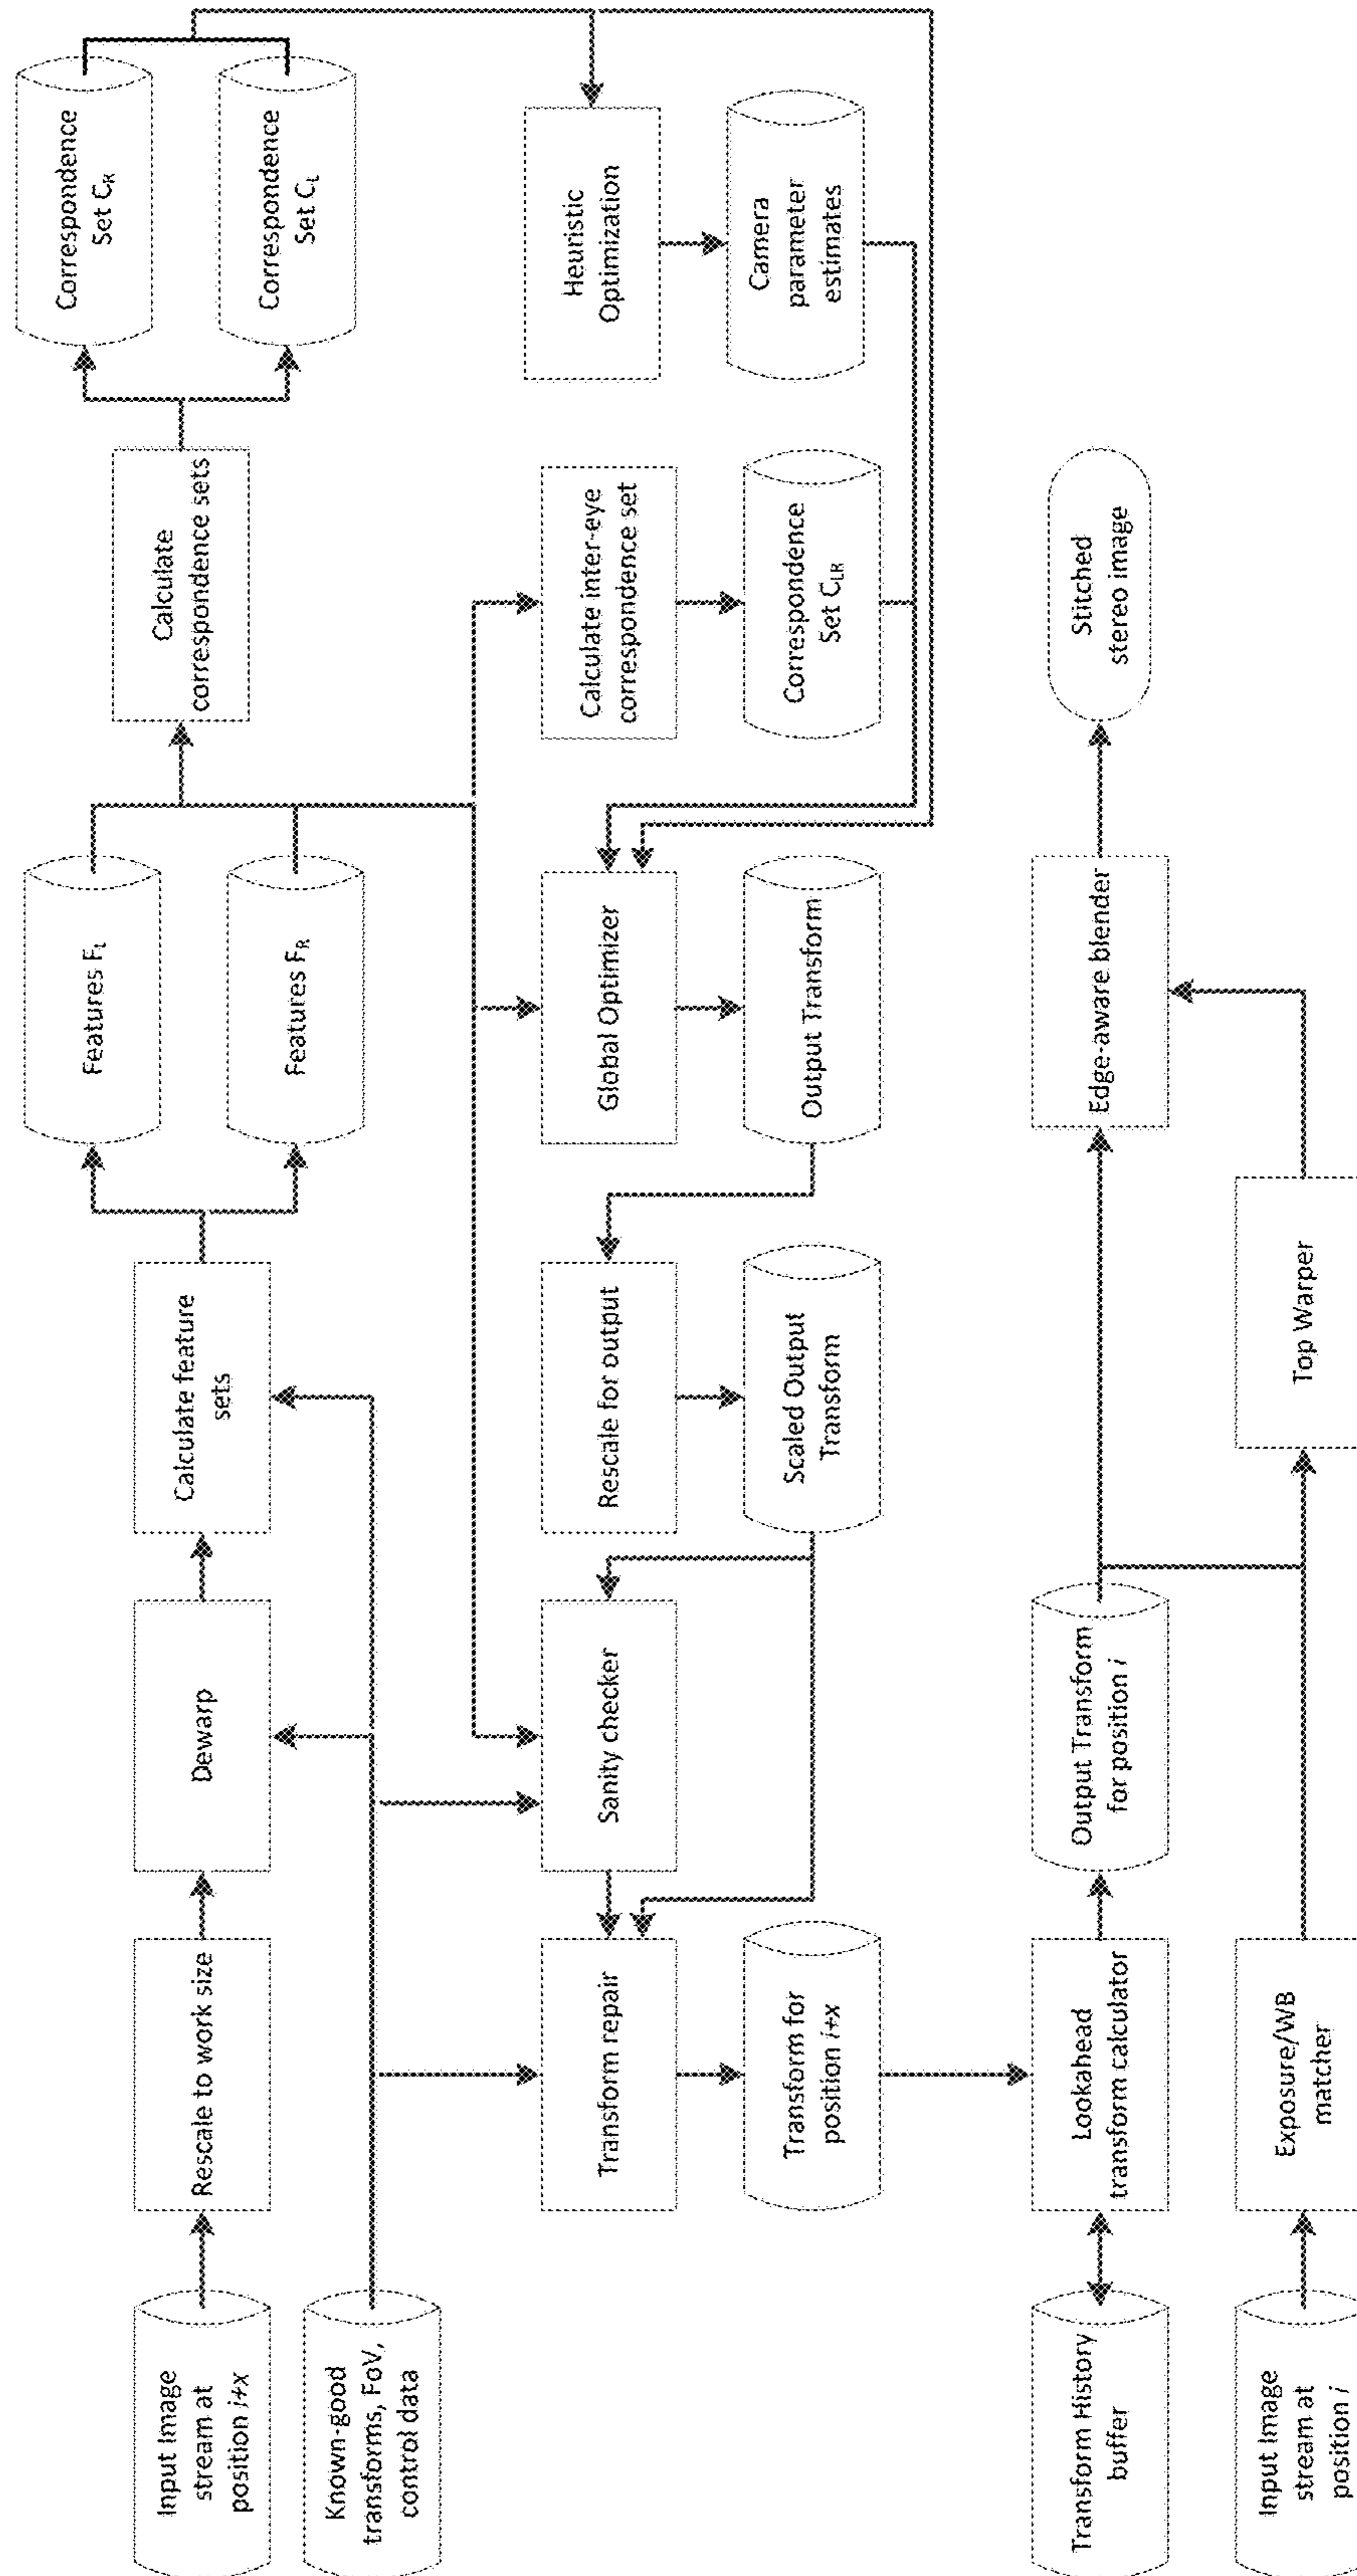 Input Image
stream at
position i+x
Rescale to work size
Dewarp
Calculate feature
sets
Features FL
Features FR
Calculate
correspondence sets
Correspondence
Set CR
Correspondence
Set CL
Known-good
transforms, FoV,
control data
Transform repair
Sanity checker
Rescale for output
Global Optimizer
Calculate inter-eye
correspondence set
Heuristic
Optimization
Transform for
position i+x
Scaled Output
Transform
Output Transform
Correspondence
Set CLR
Camera
parameter
estimates
Transform History
buffer
Lookahead
transform calculator
Output Transform
for position i
Edge-aware blender
Stitched
stereo image
Input Image
stream at
position i
Exposure/WB
matcher
Top Warper